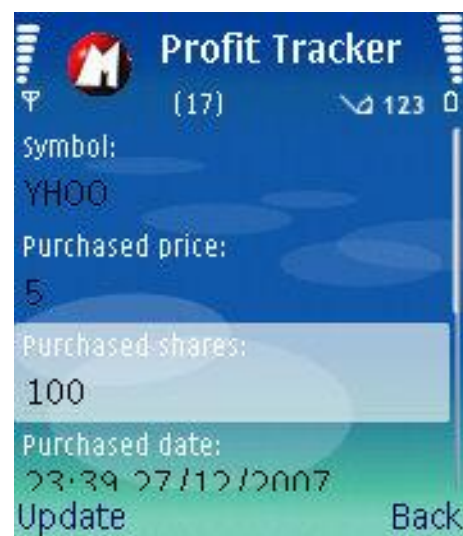 Profit Tracker
(17) 123
Symbol:
YHOO
Purchased price:
5
Purchased shares:
100
Purchased date:
23:39 27/12/2007
Update Back